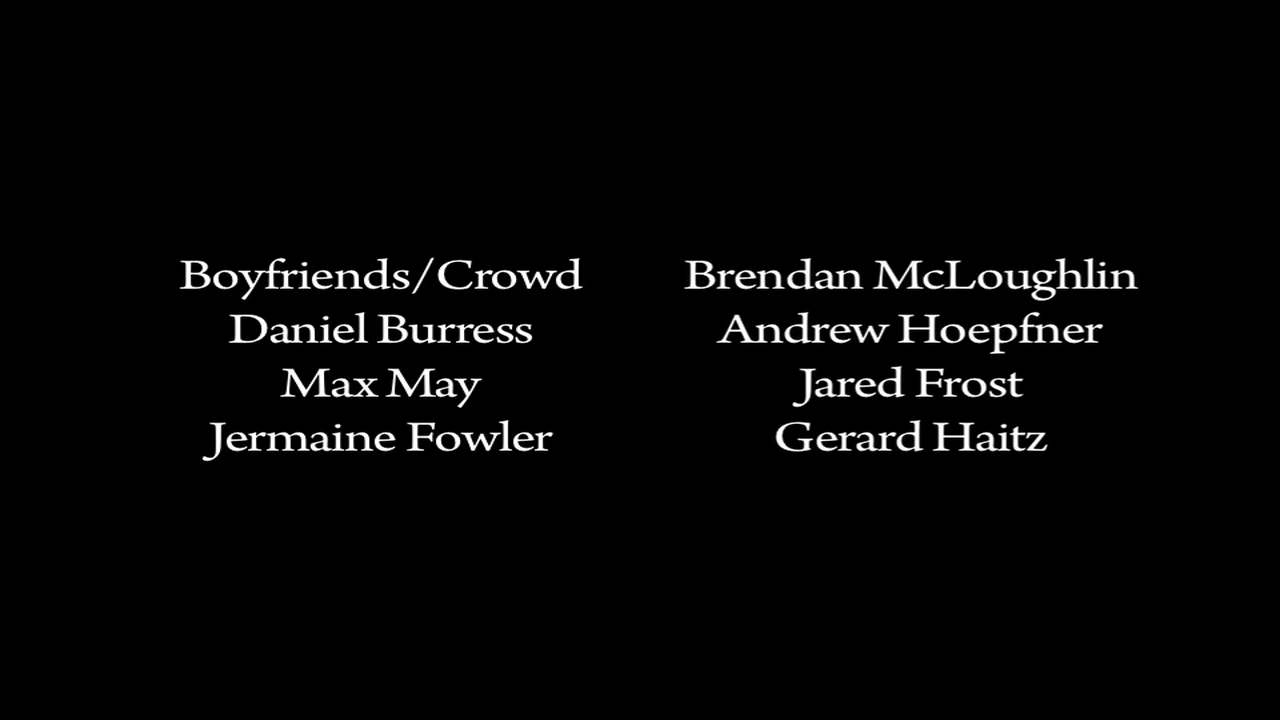 Boyfriends/Crowd
Daniel Burress
Max May
Jermaine Fowler
Brendan McLoughlin
Andrew Hoepfner
Jared Frost
Gerard Haitz